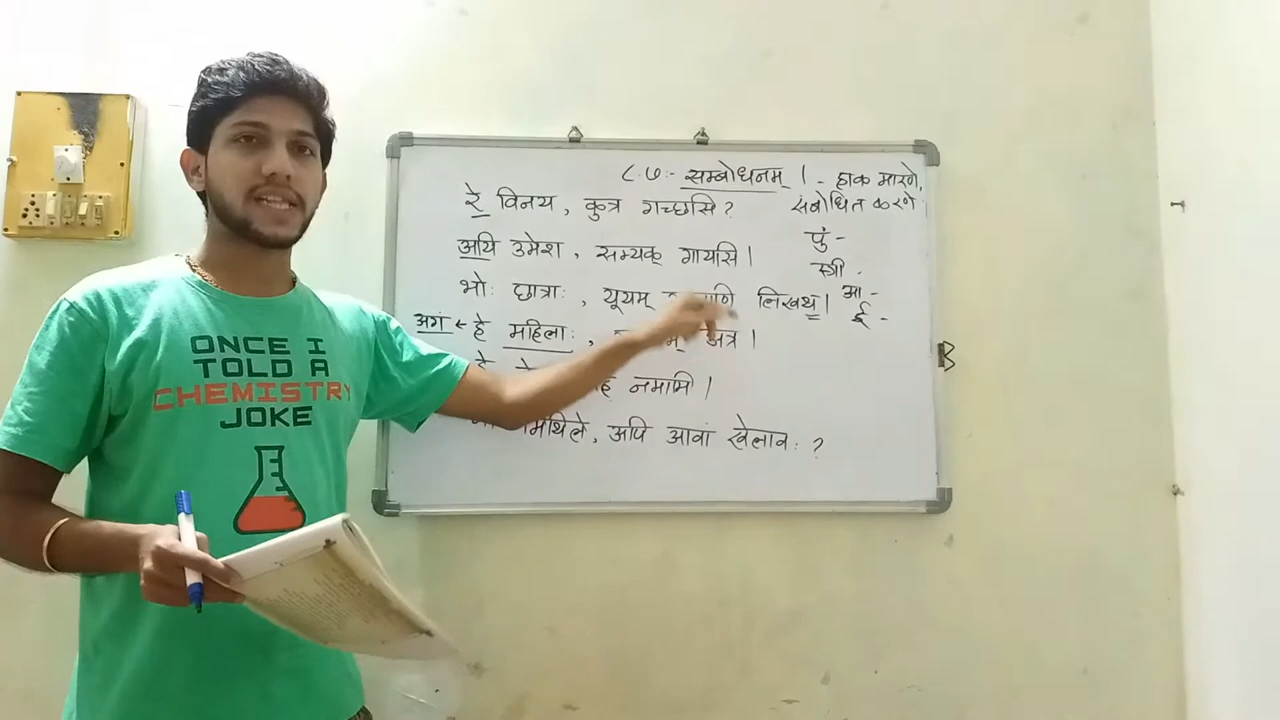 ८.७:- सम्बोधनम् । - हाक मारणे,
संबोधित करणे
रे विनय, कुत्र गच्छसि?
पुं -
अयि उमेश, सम्यक् गायसि।
स्त्री -
आ -
ई -
भोः छात्राः, यूयम् लिखथ।
अगं ← हे महिलाः,
नमामि।
अपि आवां खेलावः?
ONCE I
TOLD A
CHEMISTRY
JOKE